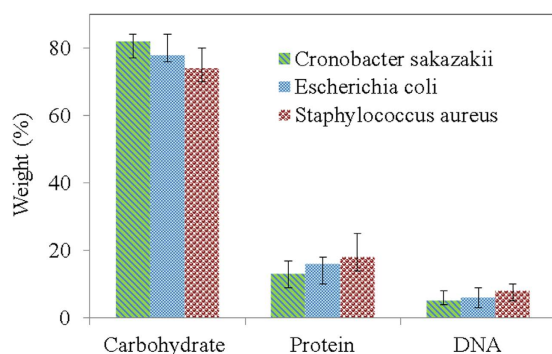 80
60
40
20
0
Weight (%)
Cronobacter sakazakii
Escherichia coli
Staphylococcus aureus
Carbohydrate Protein DNA